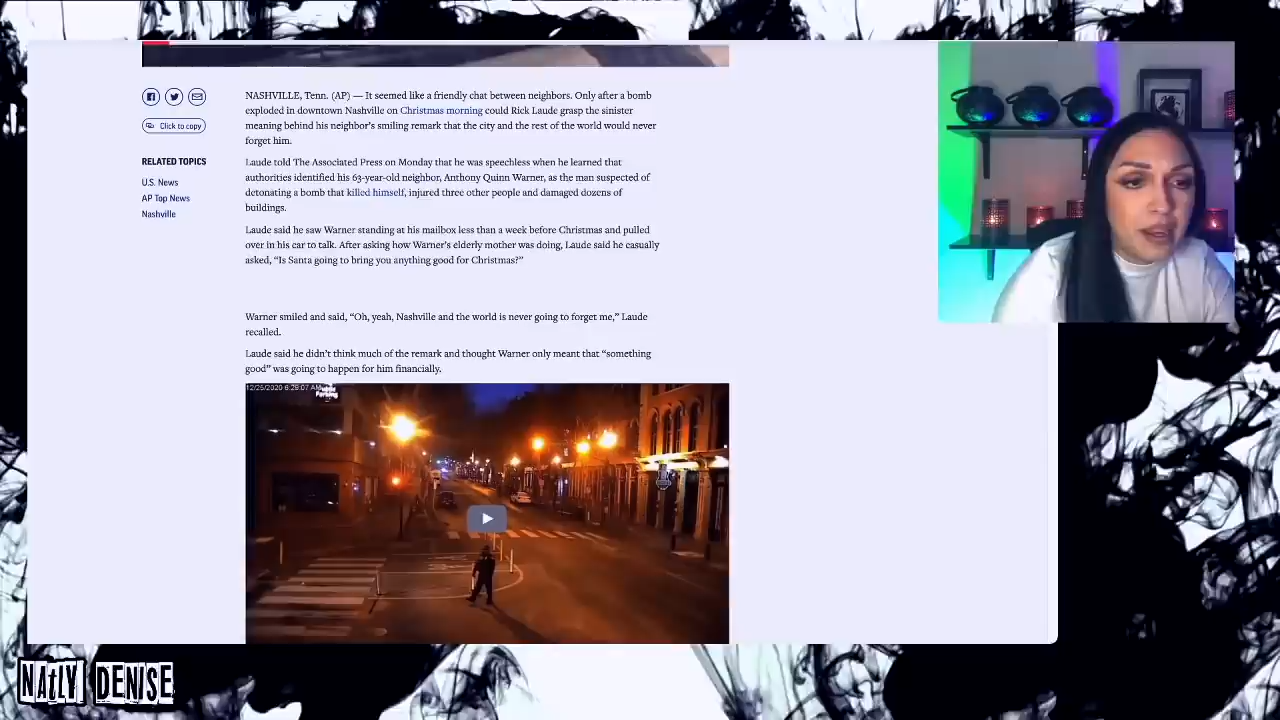 NASHVILLE, Tenn. (AP) — It seemed like a friendly chat between neighbors. Only after a bomb
exploded in downtown Nashville on Christmas morning could Rick Laude grasp the sinister
meaning behind his neighbor's smiling remark that the city and the rest of the world would never
forget him.
Click to copy
RELATED TOPICS
U.S. News
AP Top News
Nashville
Laude told The Associated Press on Monday that he was speechless when he learned that
authorities identified his 63-year-old neighbor, Anthony Quinn Warner, as the man suspected of
detonating a bomb that killed himself, injured three other people and damaged dozens of
buildings.
Laude said he saw Warner standing at his mailbox less than a week before Christmas and pulled
over in his car to talk. After asking how Warner's elderly mother was doing, Laude said he casually
asked, “Is Santa going to bring you anything good for Christmas?”
Warner smiled and said, “Oh, yeah, Nashville and the world is never going to forget me,” Laude
recalled.
Laude said he didn't think much of the remark and thought Warner only meant that “something
good” was going to happen for him financially.
12/25/2020 6:29:07 AM
Parking
NAtLY DENISE